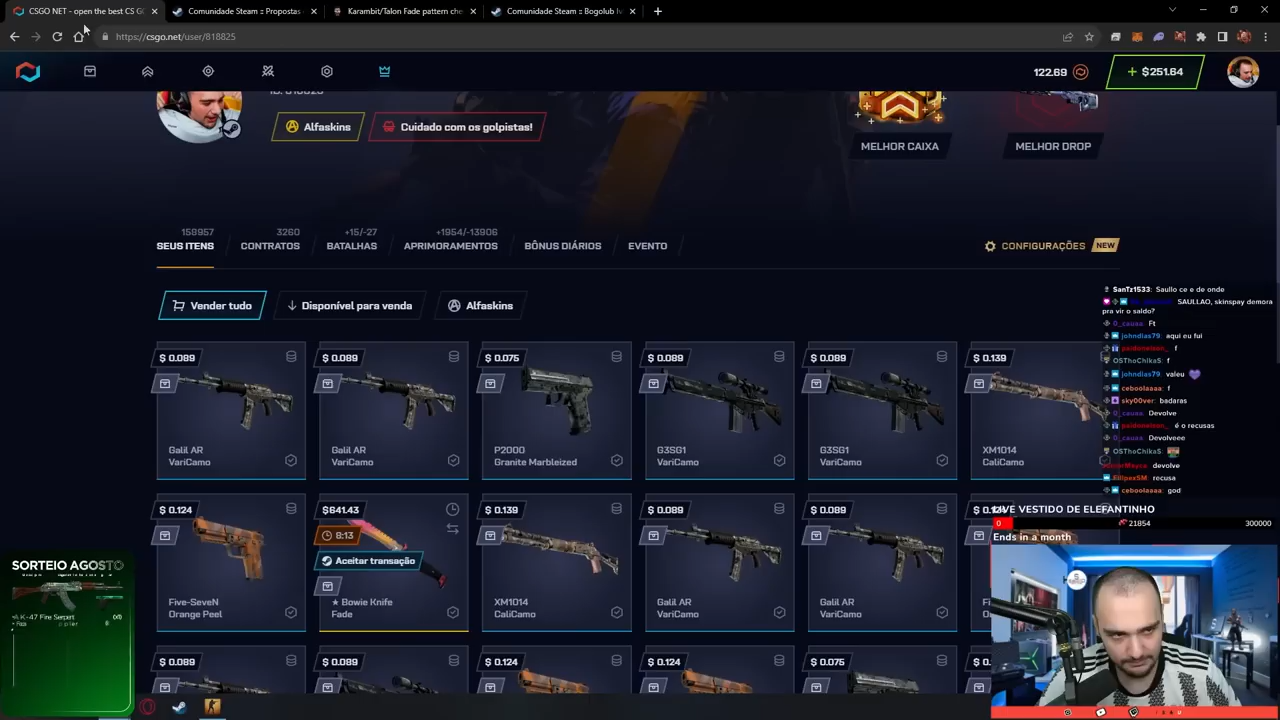 CSGO NET - open the best CS GO
Comunidade Steam :: Propostas
Karambit/Talon Fade pattern che
Comunidade Steam :: Bogolub Iv
https://csgo.net/user/818825
122.69
+ $251.64
Alfaskins
Cuidado com os golpistas!
MELHOR CAIXA
MELHOR DROP
159957
SEUS ITENS
3260
CONTRATOS
+15/-27
BATALHAS
+1954/-13906
APRIMORAMENTOS
BÔNUS DIÁRIOS
EVENTO
CONFIGURAÇÕES
NEW
Vender tudo
Disponível para venda
Alfaskins
$ 0.089
Galil AR
VariCamo
$ 0.089
Galil AR
VariCamo
$ 0.075
P2000
Granite Marbleized
$ 0.089
G3SG1
VariCamo
$ 0.089
G3SG1
VariCamo
$ 0.139
XM1014
CaliCamo
$ 0.124
Five-SeveN
Orange Peel
$641.43
8:13
Aceitar transação
★ Bowie Knife
Fade
$ 0.139
XM1014
CaliCamo
$ 0.089
Galil AR
VariCamo
$ 0.089
Galil AR
VariCamo
$ 0.089
$ 0.089
$ 0.124
$ 0.124
$ 0.075
SanTz1533: Saullo ce e de onde
SAULLAO, skinspay demora
pra vir o saldo?
0_cauaa: Ft
johndias79: aqui eu fui
f
OSThoChikaS: f
johndias79: valeu
ceboolaaaa: f
sky00ver: badaras
0_cauaa: Devolve
é o recusas
0_cauaa: Devolveee
OSThoChikaS:
devolve
FilipexSM: recusa
ceboolaaaa: god
VESTIDO DE ELEFANTINHO
0
21854
300000
Ends in a month
SORTEIO AGOSTO